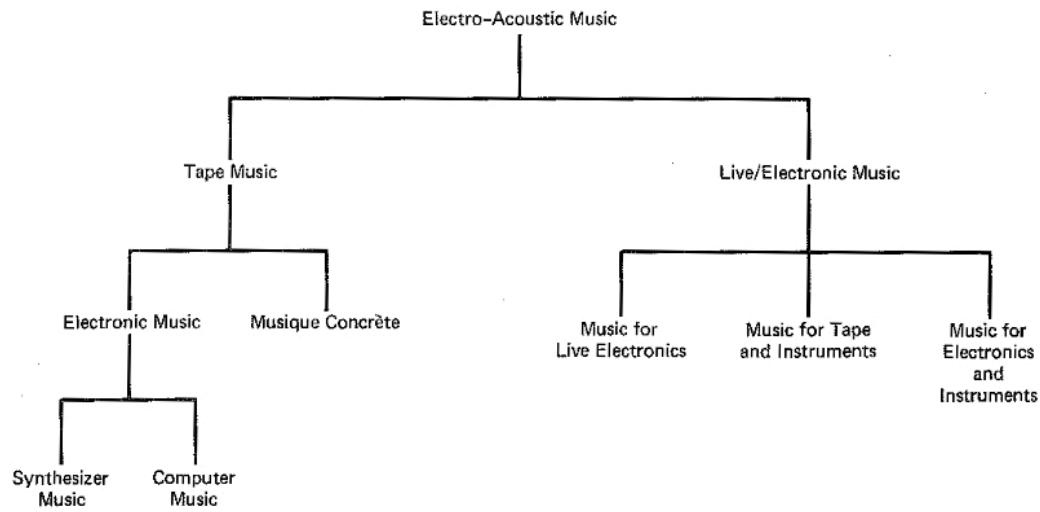 Electro-Acoustic Music
Tape Music
Live/Electronic Music
Electronic Music
Musique Concrète
Music for
Live Electronics
Music for Tape
and Instruments
Music for
Electronics
and
Instruments
Synthesizer
Music
Computer
Music